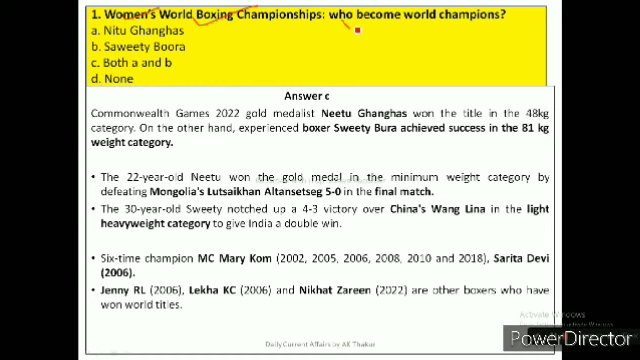 1. Women's World Boxing Championships: who become world champions?
a. Nitu Ghanghas
b. Saweety Boora
c. Both a and b
d. None
Answer c
Commonwealth Games 2022 gold medalist Neetu Ghanghas won the title in the 48kg
category. On the other hand, experienced boxer Sweety Bura achieved success in the 81 kg
weight category.
• The 22-year-old Neetu won the gold medal in the minimum weight category by
defeating Mongolia's Lutsaikhan Altansetseg 5-0 in the final match.
• The 30-year-old Sweety notched up a 4-3 victory over China's Wang Lina in the light
heavyweight category to give India a double win.
• Six-time champion MC Mary Kom (2002, 2005, 2006, 2008, 2010 and 2018), Sarita Devi
(2006).
• Jenny RL (2006), Lekha KC (2006) and Nikhat Zareen (2022) are other boxers who have
won world titles.
Activate Windows
Daily Current Affairs by AK Thakur
PowerDirector